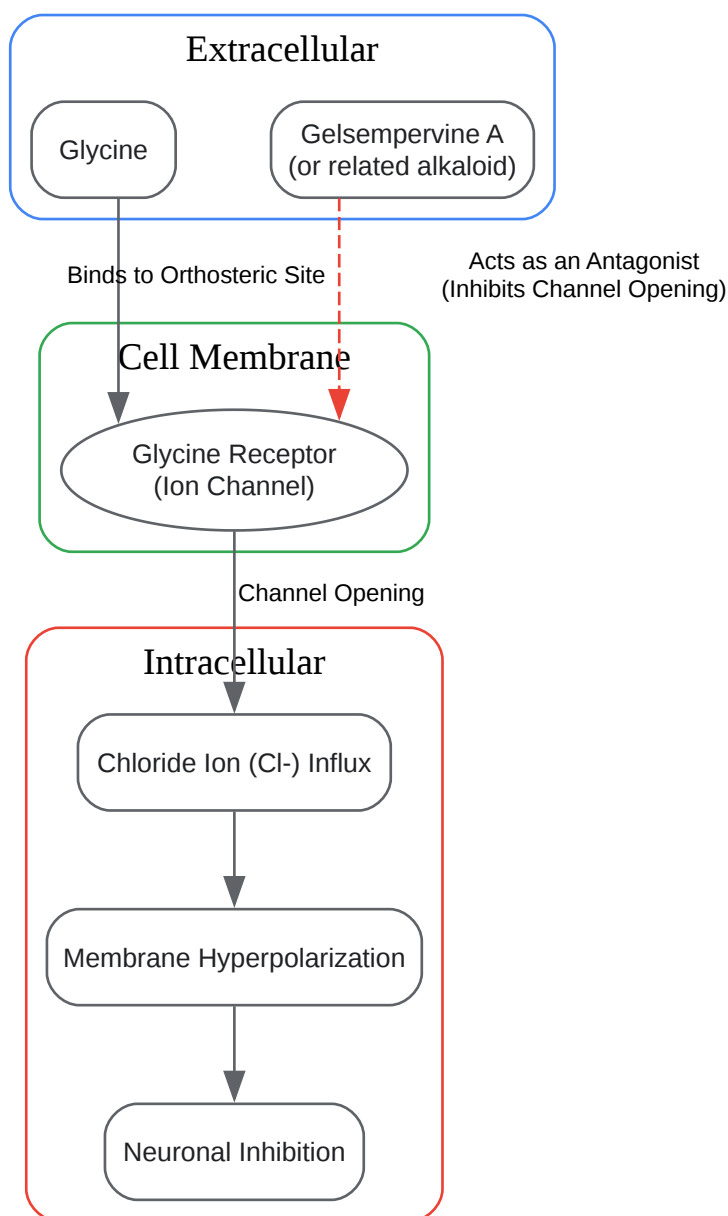 Extracellular
Glycine
Gelsempervine A
(or related alkaloid)
Binds to Orthosteric Site
Acts as an Antagonist
(Inhibits Channel Opening)
Cell Membrane
Glycine Receptor
(Ion Channel)
Channel Opening
Intracellular
Chloride Ion (Cl-) Influx
Membrane Hyperpolarization
Neuronal Inhibition